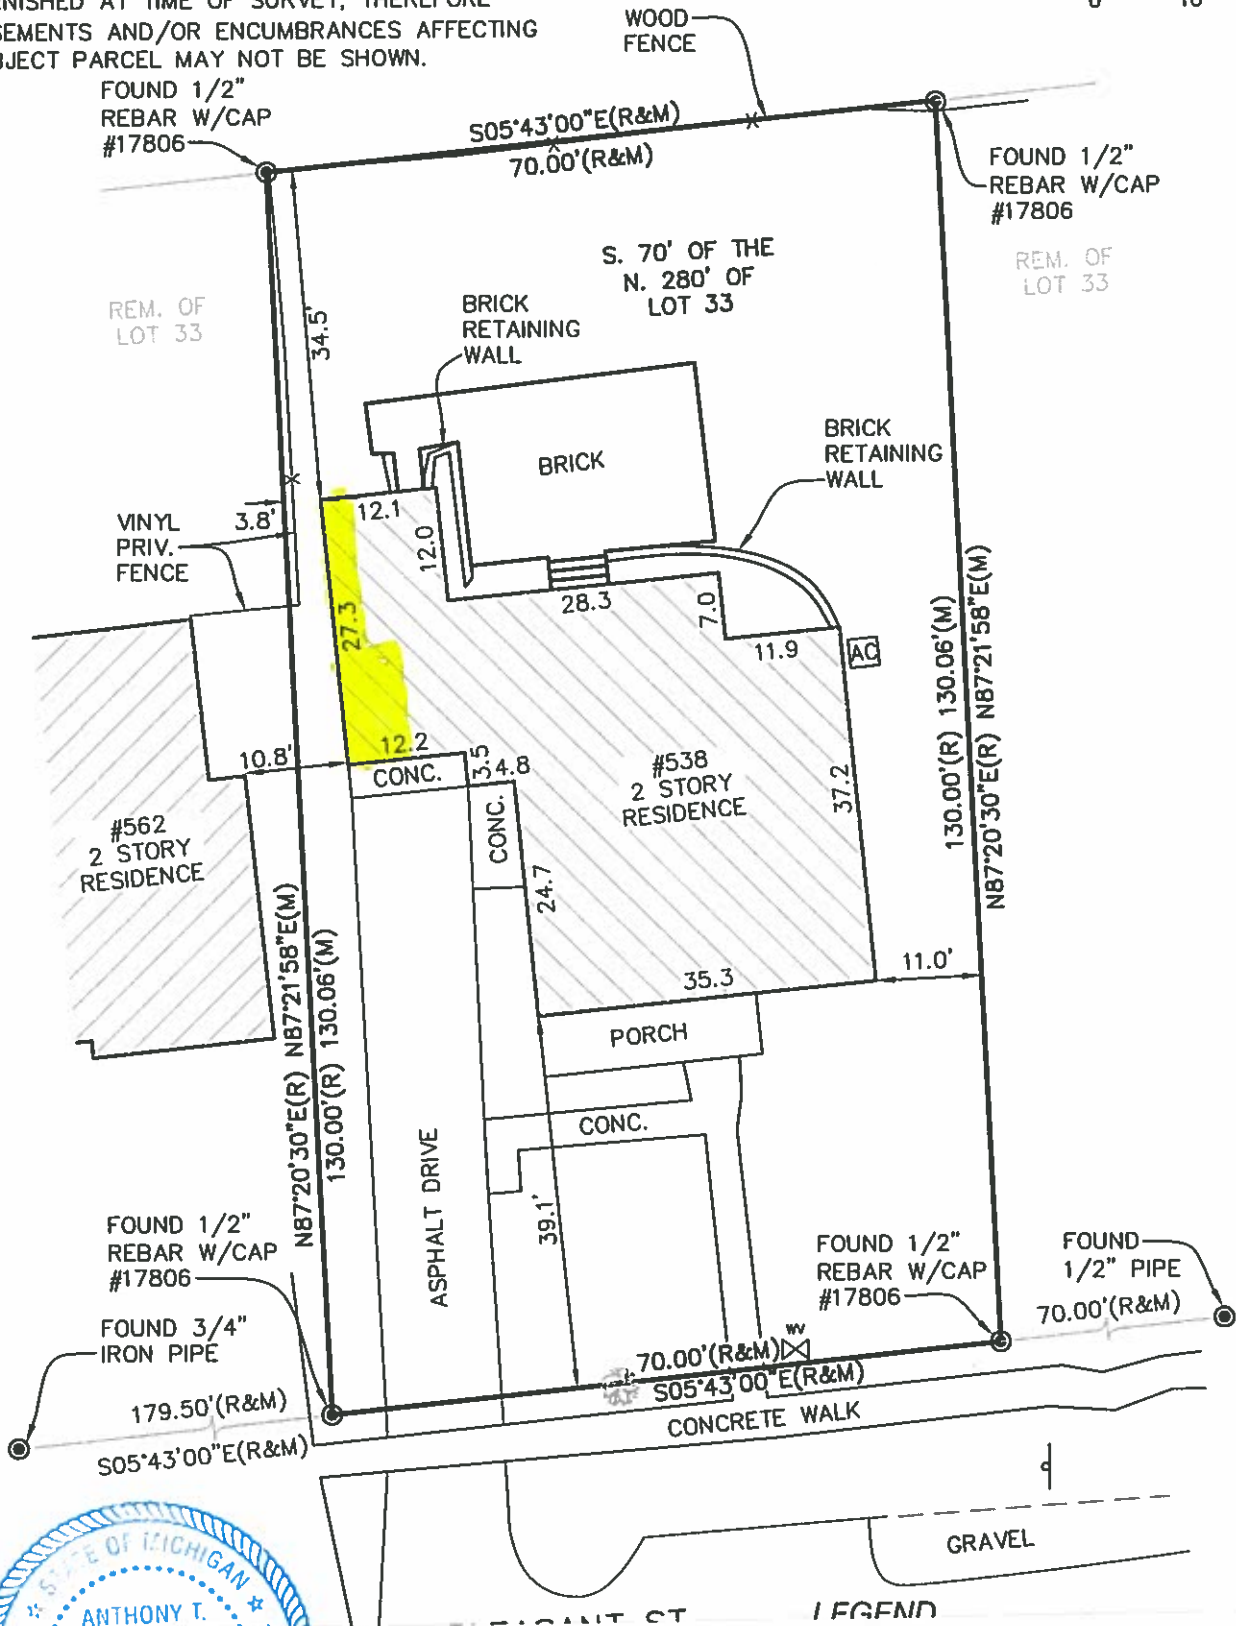 SEMENTS AND/OR ENCUMBRANCES AFFECTING
BJECT PARCEL MAY NOT BE SHOWN.
WOOD
FENCE
FOUND 1/2"
REBAR W/CAP
#17806
S05°43'00"E(R&M)
70.00'(R&M)
FOUND 1/2"
REBAR W/CAP
#17806
S. 70' OF THE
N. 280' OF
LOT 33
REM. OF
LOT 33
REM. OF
LOT 33
34.5'
BRICK
RETAINING
WALL
BRICK
BRICK
RETAINING
WALL
12.1
12.0
3.8'
VINYL
PRIV.
FENCE
27.3
28.3
7.0
11.9
AC
130.00'(R) 130.06'(M)
N87°20'30"E(R) N87°21'58"E(M)
10.8'
12.2
CONC.
3.5
4.8
CONC.
#538
2 STORY
RESIDENCE
37.2
#562
2 STORY
RESIDENCE
24.7
N87°20'30"E(R) N87°21'58"E(M)
130.00'(R) 130.06'(M)
35.3
11.0'
PORCH
CONC.
ASPHALT DRIVE
39.1'
FOUND 1/2"
REBAR W/CAP
#17806
FOUND 1/2"
REBAR W/CAP
#17806
FOUND
1/2" PIPE
70.00'(R&M)
FOUND 3/4"
IRON PIPE
WV
70.00'(R&M)
S05°43'00"E(R&M)
179.50'(R&M)
S05°43'00"E(R&M)
CONCRETE WALK
GRAVEL
STATE OF MICHIGAN
ANTHONY T.
LEGEND